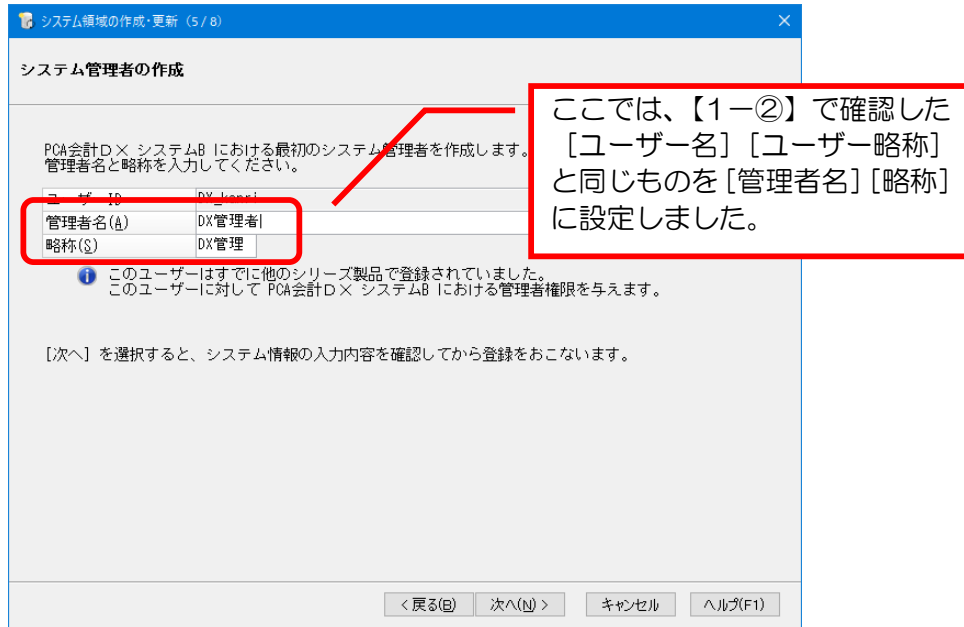 システム領域の作成･更新（5/8）
システム管理者の作成
ここでは、【１－②】で確認した
［ユーザー名］［ユーザー略称］
と同じものを［管理者名］［略称］
に設定しました。
PCA会計ＤＸ システムB における最初のシステム管理者を作成します。
管理者名と略称を入力してください。
ユーザーID DX_kanri
管理者名(A) DX管理者
略称(S) DX管理
このユーザーはすでに他のシリーズ製品で登録されていました。
このユーザーに対して PCA会計ＤＸ システムB における管理者権限を与えます。
［次へ］を選択すると、システム情報の入力内容を確認してから登録をおこないます。
＜戻る(B) 次へ(N)＞ キャンセル ヘルプ(F1)